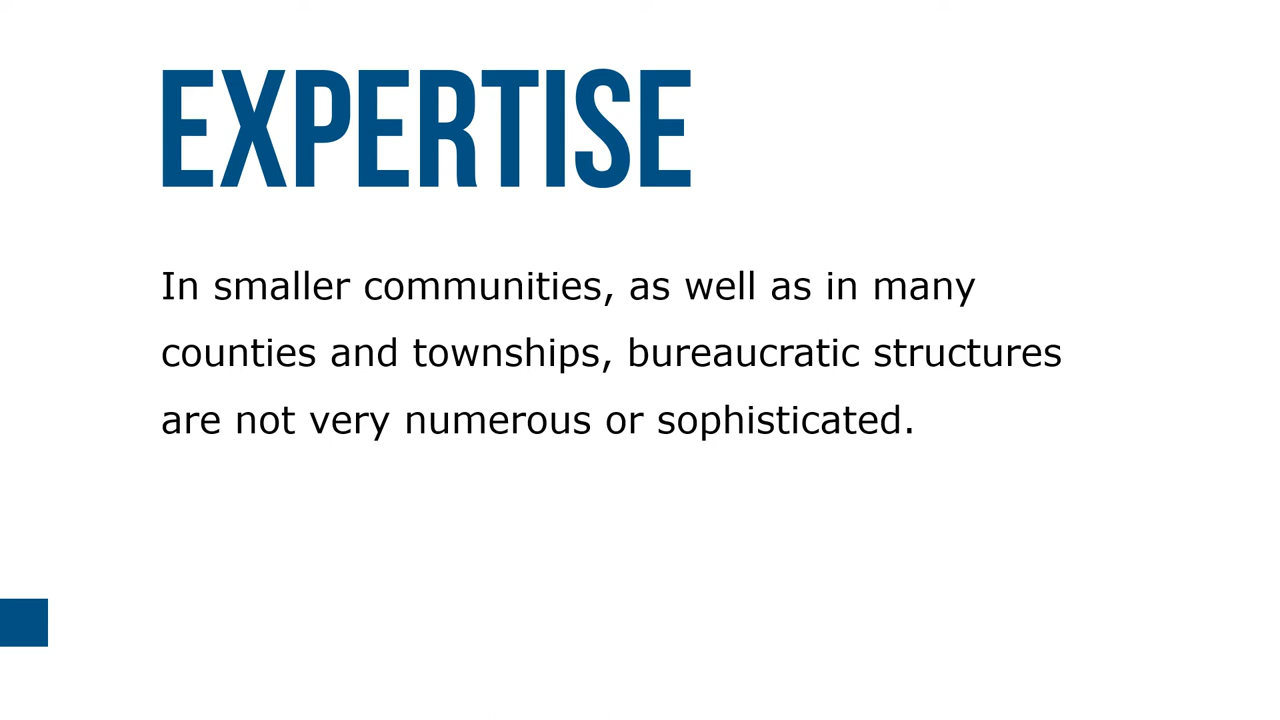 EXPERTISE
In smaller communities, as well as in many
counties and townships, bureaucratic structures
are not very numerous or sophisticated.